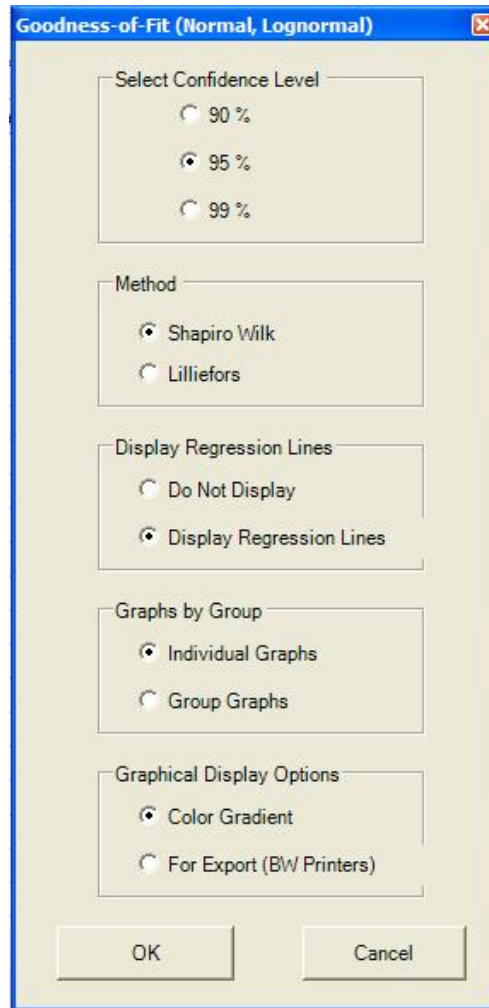 Goodness-of-Fit (Normal, Lognormal)
Select Confidence Level
90 %
95 %
99 %
Method
Shapiro Wilk
Lilliefors
Display Regression Lines
Do Not Display
Display Regression Lines
Graphs by Group
Individual Graphs
Group Graphs
Graphical Display Options
Color Gradient
For Export (BW Printers)
OK Cancel